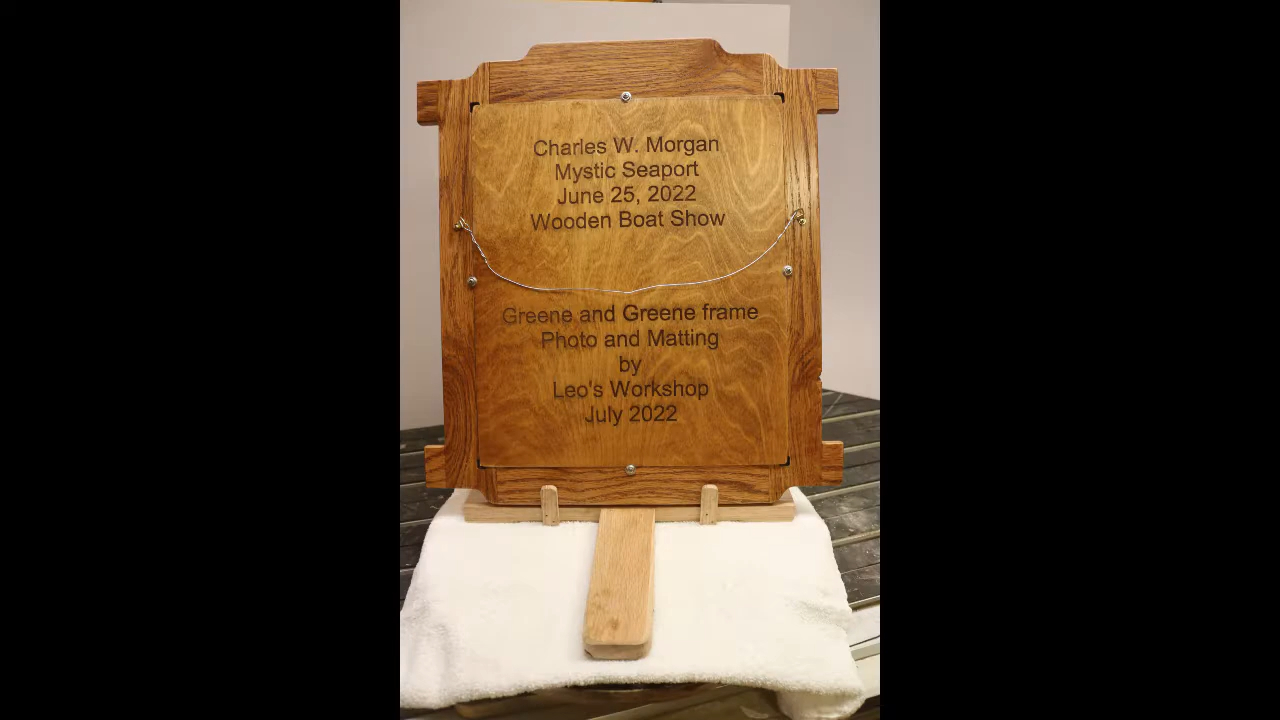 Charles W. Morgan
Mystic Seaport
June 25, 2022
Wooden Boat Show
Greene and Greene frame
Photo and Matting
by
Leo's Workshop
July 2022